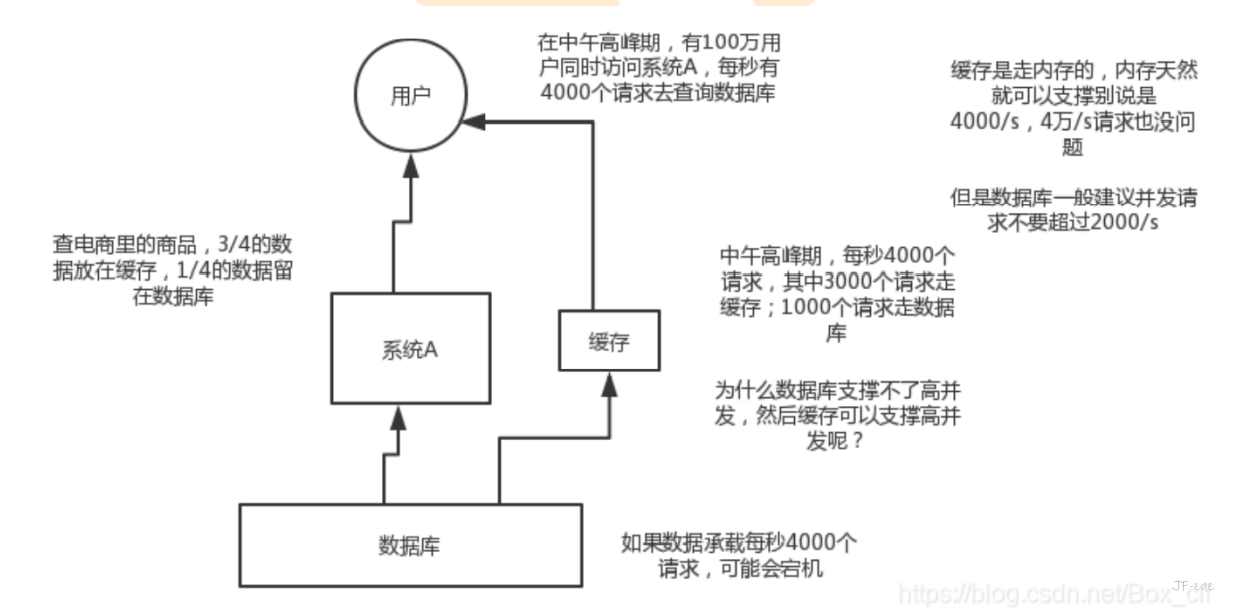 在中午高峰期，有100万用
户同时访问系统A，每秒有
4000个请求去查询数据库
用户
缓存是走内存的，内存天然
就可以支撑别说是
4000/s，4万/s请求也没问
题
但是数据库一般建议并发请
求不要超过2000/s
查电商里的商品，3/4的数
据放在缓存，1/4的数据留
在数据库
中午高峰期，每秒4000个
请求，其中3000个请求走
缓存；1000个请求走数据
库
系统A
缓存
为什么数据库支撑不了高并
发，然后缓存可以支撑高并
发呢？
数据库
如果数据承载每秒4000个
请求，可能会宕机